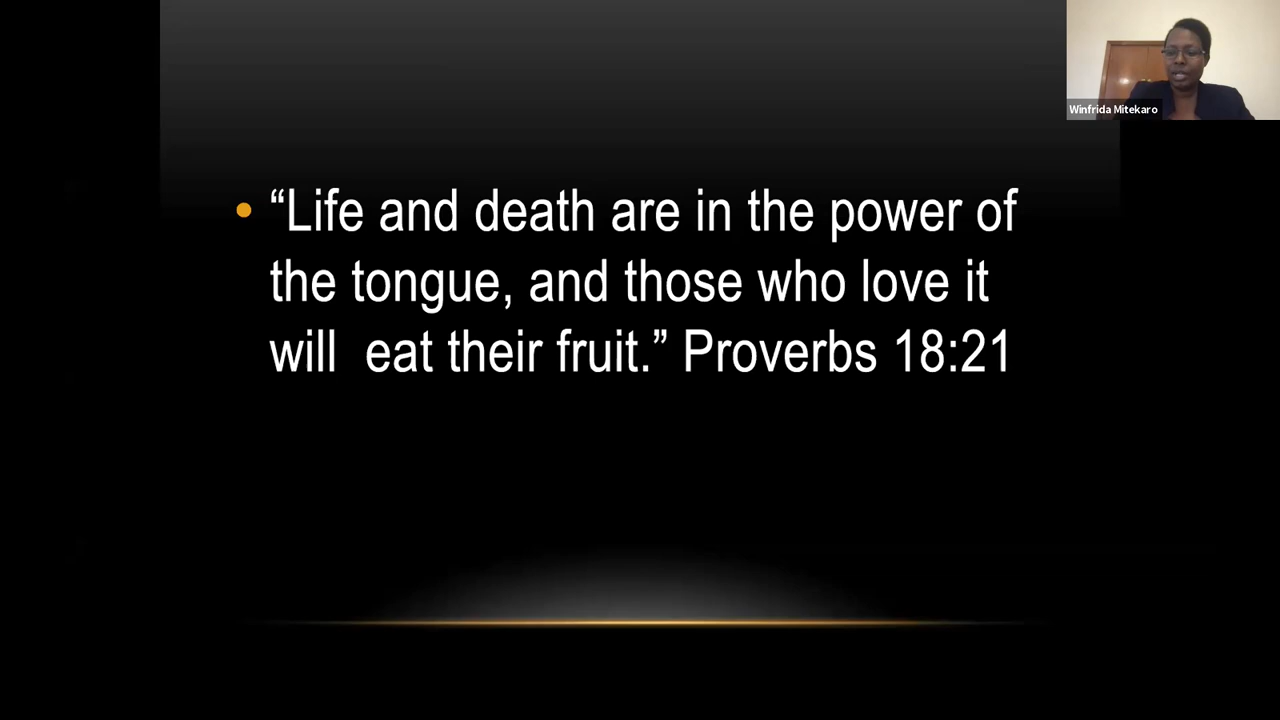 Winfrida Mitekaro
• “Life and death are in the power of
the tongue, and those who love it
will  eat their fruit.” Proverbs 18:21